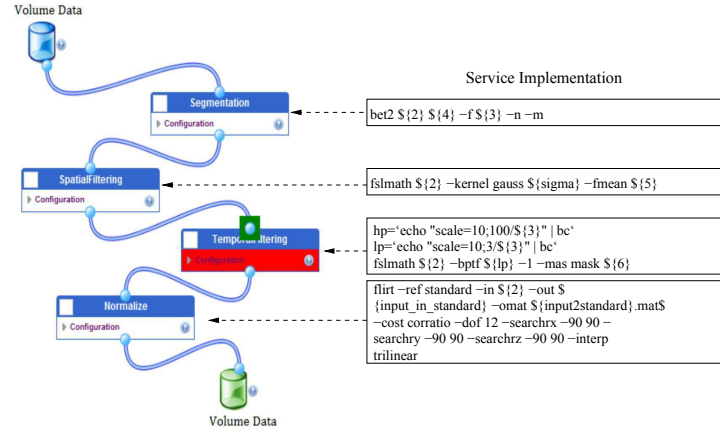 Volume Data
Service Implementation
Segmentation
Configuration
bet2 ${2} ${4} −f ${3} −n −m
SpatialFiltering
Configuration
fslmath ${2} −kernel gauss ${sigma} −fmean ${5}
TemporalFiltering
Configuration
hp=‘echo "scale=10;100/${3}" | bc‘
lp=‘echo "scale=10;3/${3}" | bc‘
fslmath ${2} −bptf ${lp} −1 −mas mask ${6}
Normalize
Configuration
flirt −ref standard −in ${2} −out $
{input_in_standard} −omat ${input2standard}.mat$
−cost corratio −dof 12 −searchrx −90 90 −
searchry −90 90 −searchrz −90 90 −interp
trilinear
Volume Data